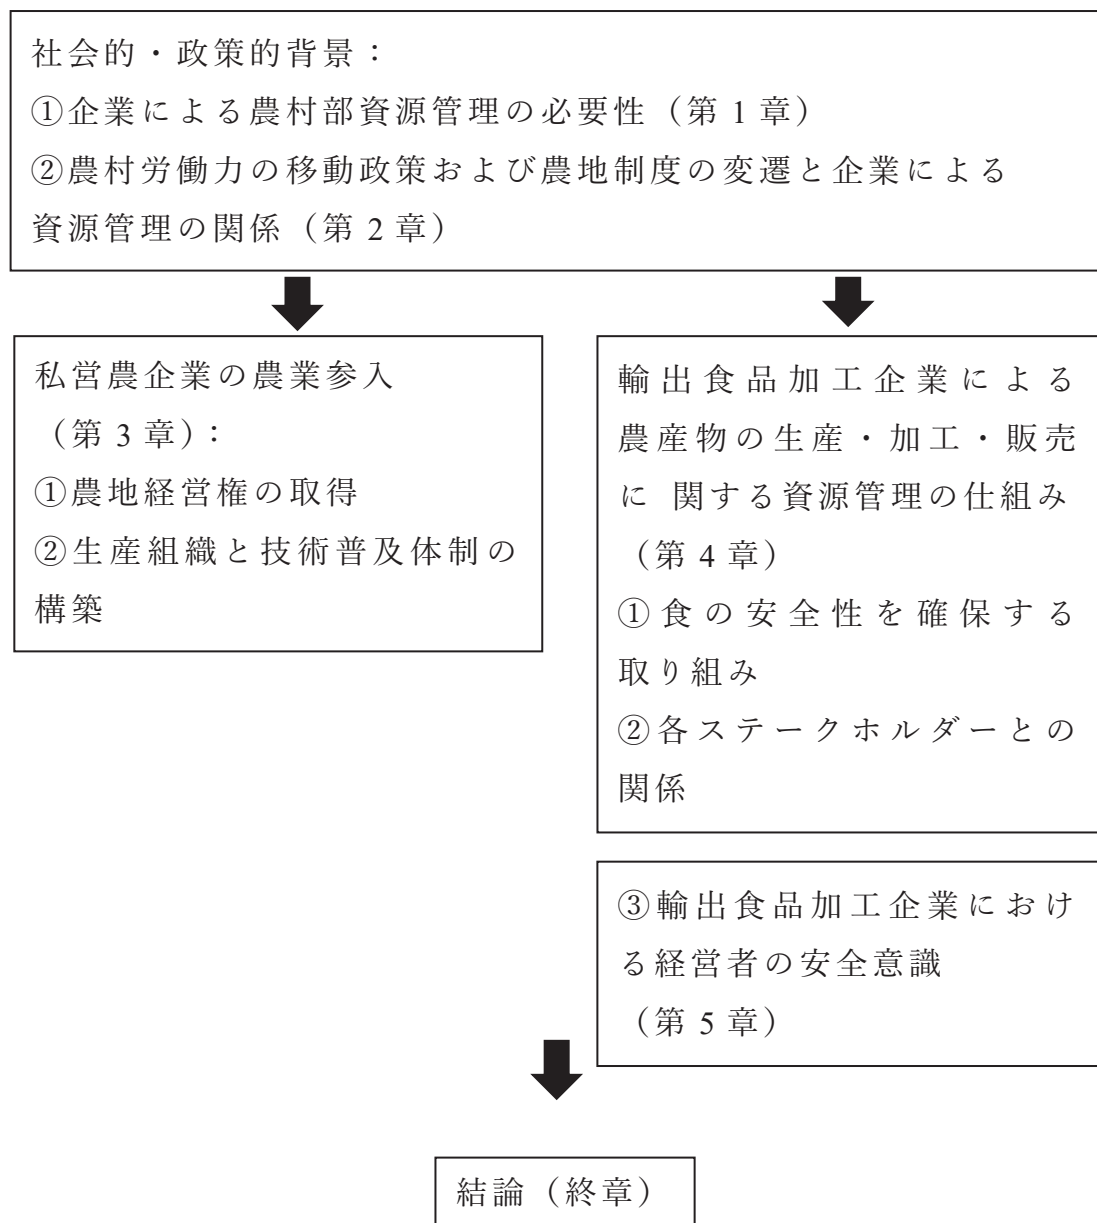 社会的・政策的背景：
①企業による農村部資源管理の必要性（第1章）
②農村労働力の移動政策および農地制度の変遷と企業による
資源管理の関係（第2章）
私営農企業の農業参入
（第3章）：
①農地経営権の取得
②生産組織と技術普及体制の
構築
輸出食品加工企業による
農産物の生産・加工・販売
に 関する資源管理の仕組み
（第4章）
①食の安全性を確保する
取り組み
②各ステークホルダーとの
関係
③輸出食品加工企業におけ
る経営者の安全意識
（第5章）
結論（終章）